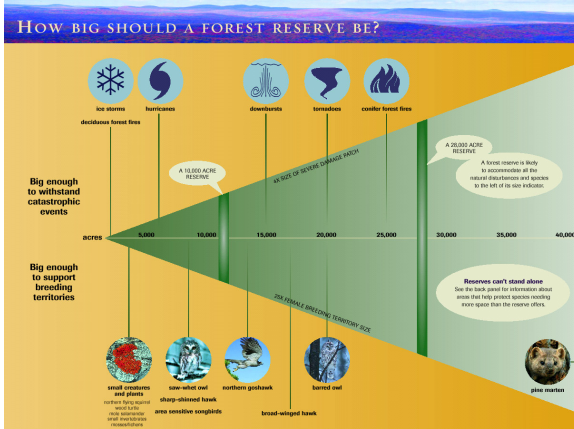 HOW BIG SHOULD A FOREST RESERVE BE?
ice storms
hurricanes
downbursts
tornadoes
conifer forest fires
deciduous forest fires
A 28,000 ACRE
RESERVE
A forest reserve is likely
to accommodate all the
natural disturbances and species
to the left of its size indicator.
A 10,000 ACRE
RESERVE
4X SIZE OF SEVERE DAMAGE PATCH
Big enough
to withstand
catastrophic
events
acres
5,000
10,000
15,000
20,000
25,000
30,000
35,000
40,000
Big enough
to support
breeding
territories
Reserves can't stand alone
See the back panel for information about
areas that help protect species needing
more space than the reserve offers.
25X FEMALE BREEDING TERRITORY SIZE
small creatures
and plants
northern flying squirrel
wood turtle
mole salamander
small invertebrates
mosses/lichens
saw-whet owl
sharp-shinned hawk
area sensitive songbirds
northern goshawk
broad-winged hawk
barred owl
pine marten